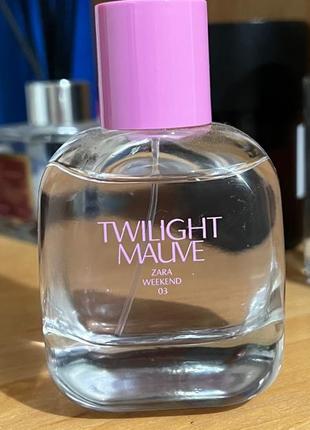 TWILIGHT
MAUVE
ZARA
WEEKEND
03